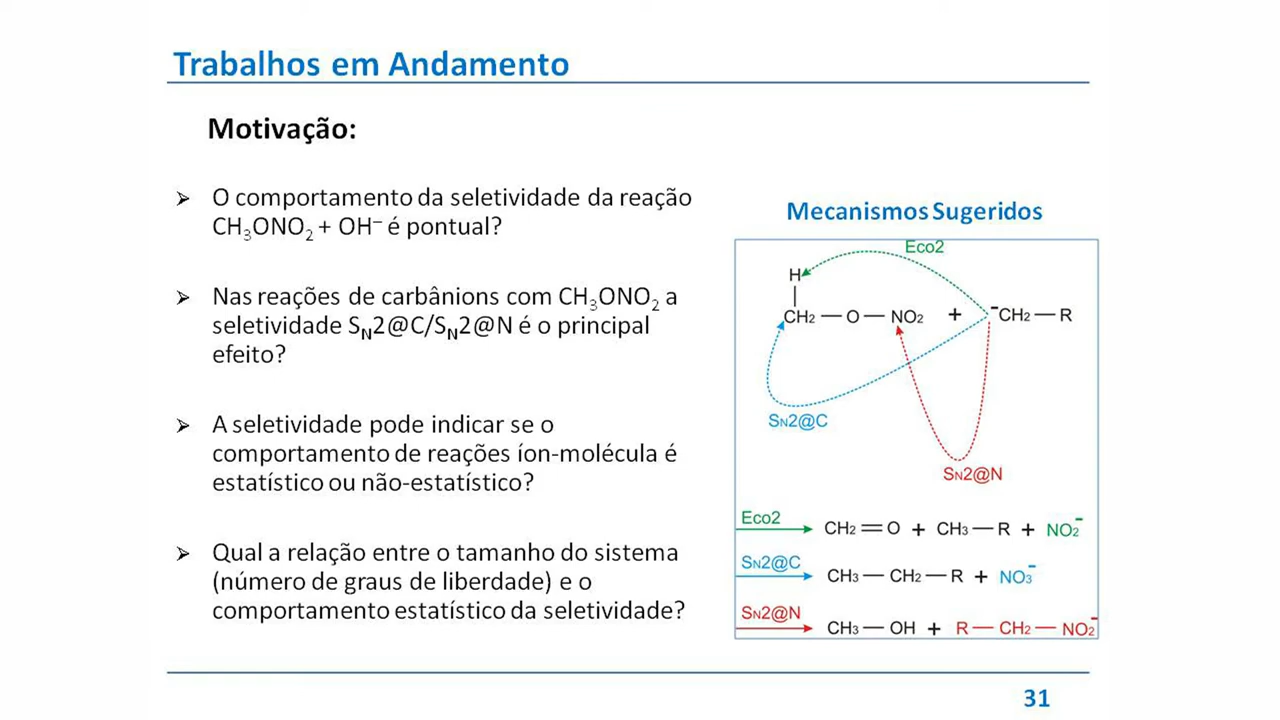 Trabalhos em Andamento
Motivação:
➢ O comportamento da seletividade da reação
CH₃ONO₂ + OH⁻ é pontual?
➢ Nas reações de carbânions com CH₃ONO₂ a
seletividade S_N2@C/S_N2@N é o principal
efeito?
➢ A seletividade pode indicar se o
comportamento de reações íon-molécula é
estatístico ou não-estatístico?
➢ Qual a relação entre o tamanho do sistema
(número de graus de liberdade) e o
comportamento estatístico da seletividade?
Mecanismos Sugeridos
Eco2
H
CH₂ — O — NO₂ + ⁻CH₂ — R
SN2@C
SN2@N
Eco2 CH₂ ═ O + CH₃ — R + NO₂⁻
SN2@C CH₃ — CH₂ — R + NO₃⁻
SN2@N CH₃ — OH + R — CH₂ — NO₂⁻
31